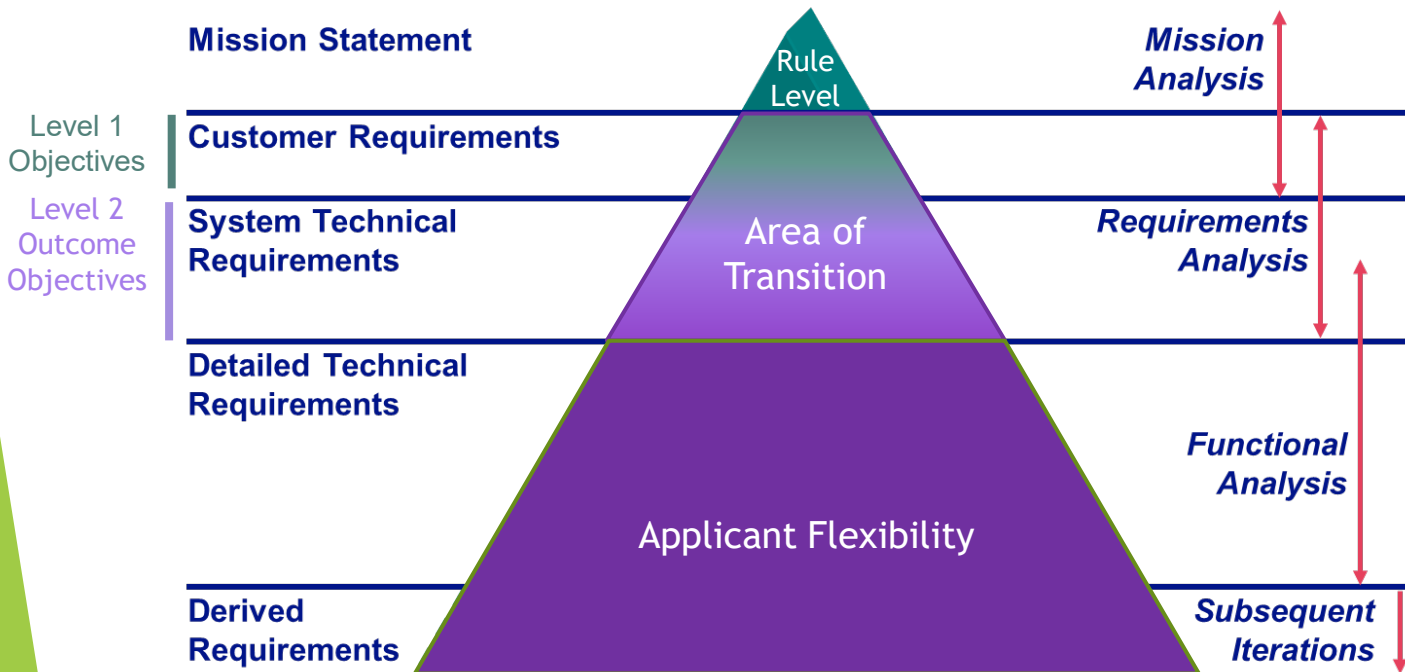 Mission Statement
Rule
Level
Mission
Analysis
Level 1
Objectives
Customer Requirements
Level 2
Outcome
Objectives
System Technical
Requirements
Area of
Transition
Requirements
Analysis
Detailed Technical
Requirements
Functional
Analysis
Applicant Flexibility
Derived
Requirements
Subsequent
Iterations